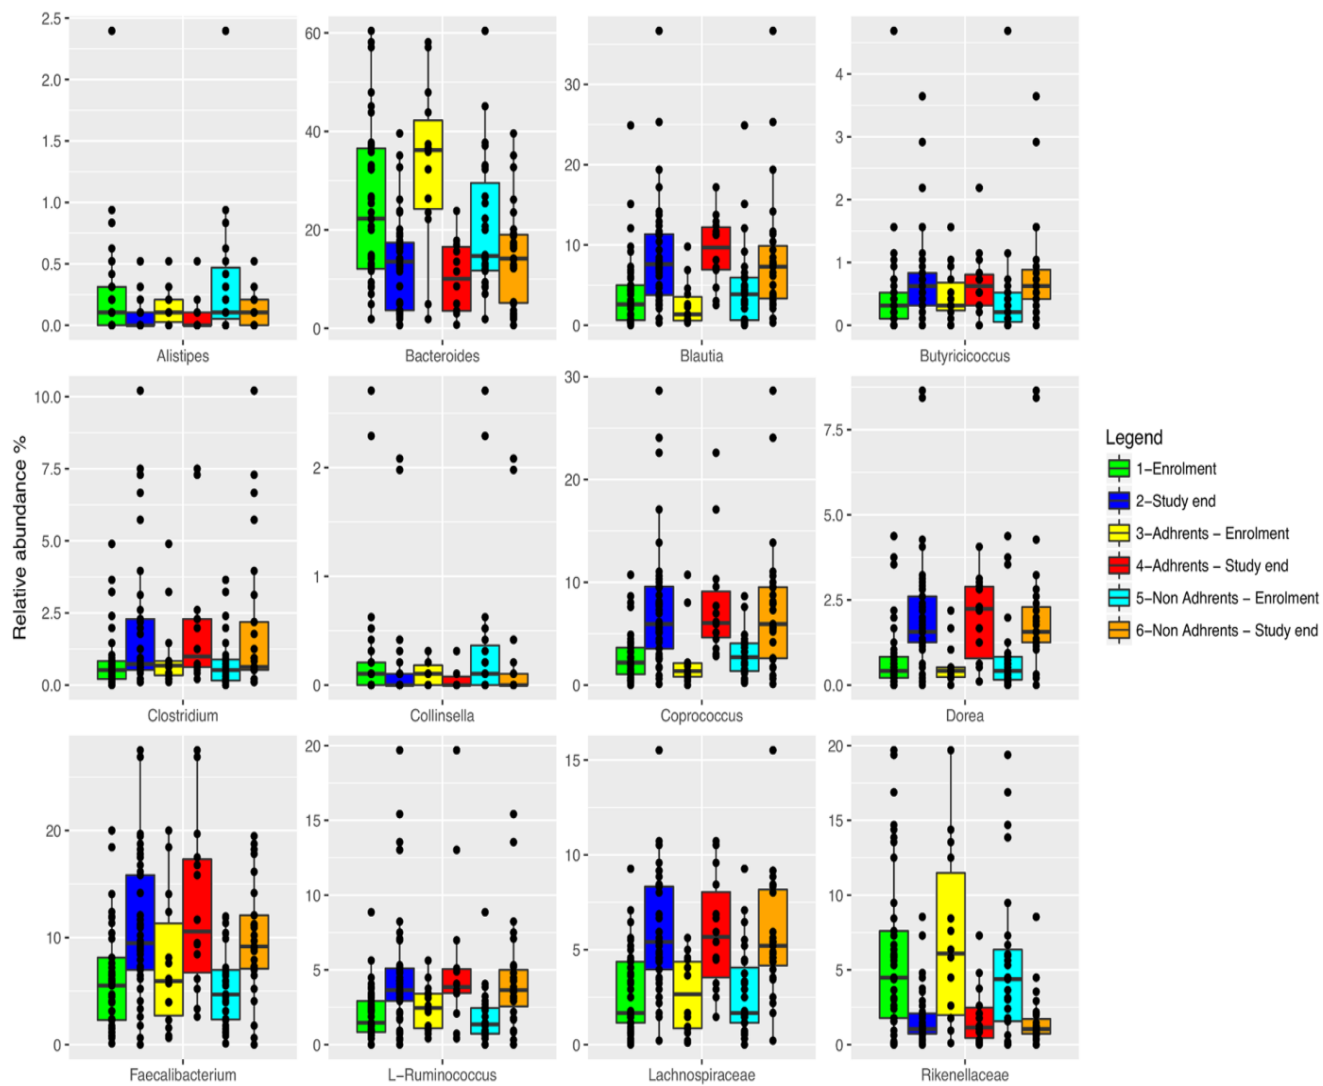 2.5
2.0
1.5
1.0
0.5
0.0
Alistipes
60
40
20
0
Bacteroides
30
20
10
0
Blautia
4
3
2
1
0
Butyricicoccus
Relative abundance %
10.0
7.5
5.0
2.5
0.0
Clostridium
2
1
0
Collinsella
30
20
10
0
Coprococcus
7.5
5.0
2.5
0.0
Dorea
20
10
0
Faecalibacterium
20
15
10
5
0
L-Ruminococcus
15
10
5
0
Lachnospiraceae
20
15
10
5
0
Rikenellaceae
Legend
1-Enrolment
2-Study end
3-Adhrents - Enrolment
4-Adhrents - Study end
5-Non Adhrents - Enrolment
6-Non Adhrents - Study end